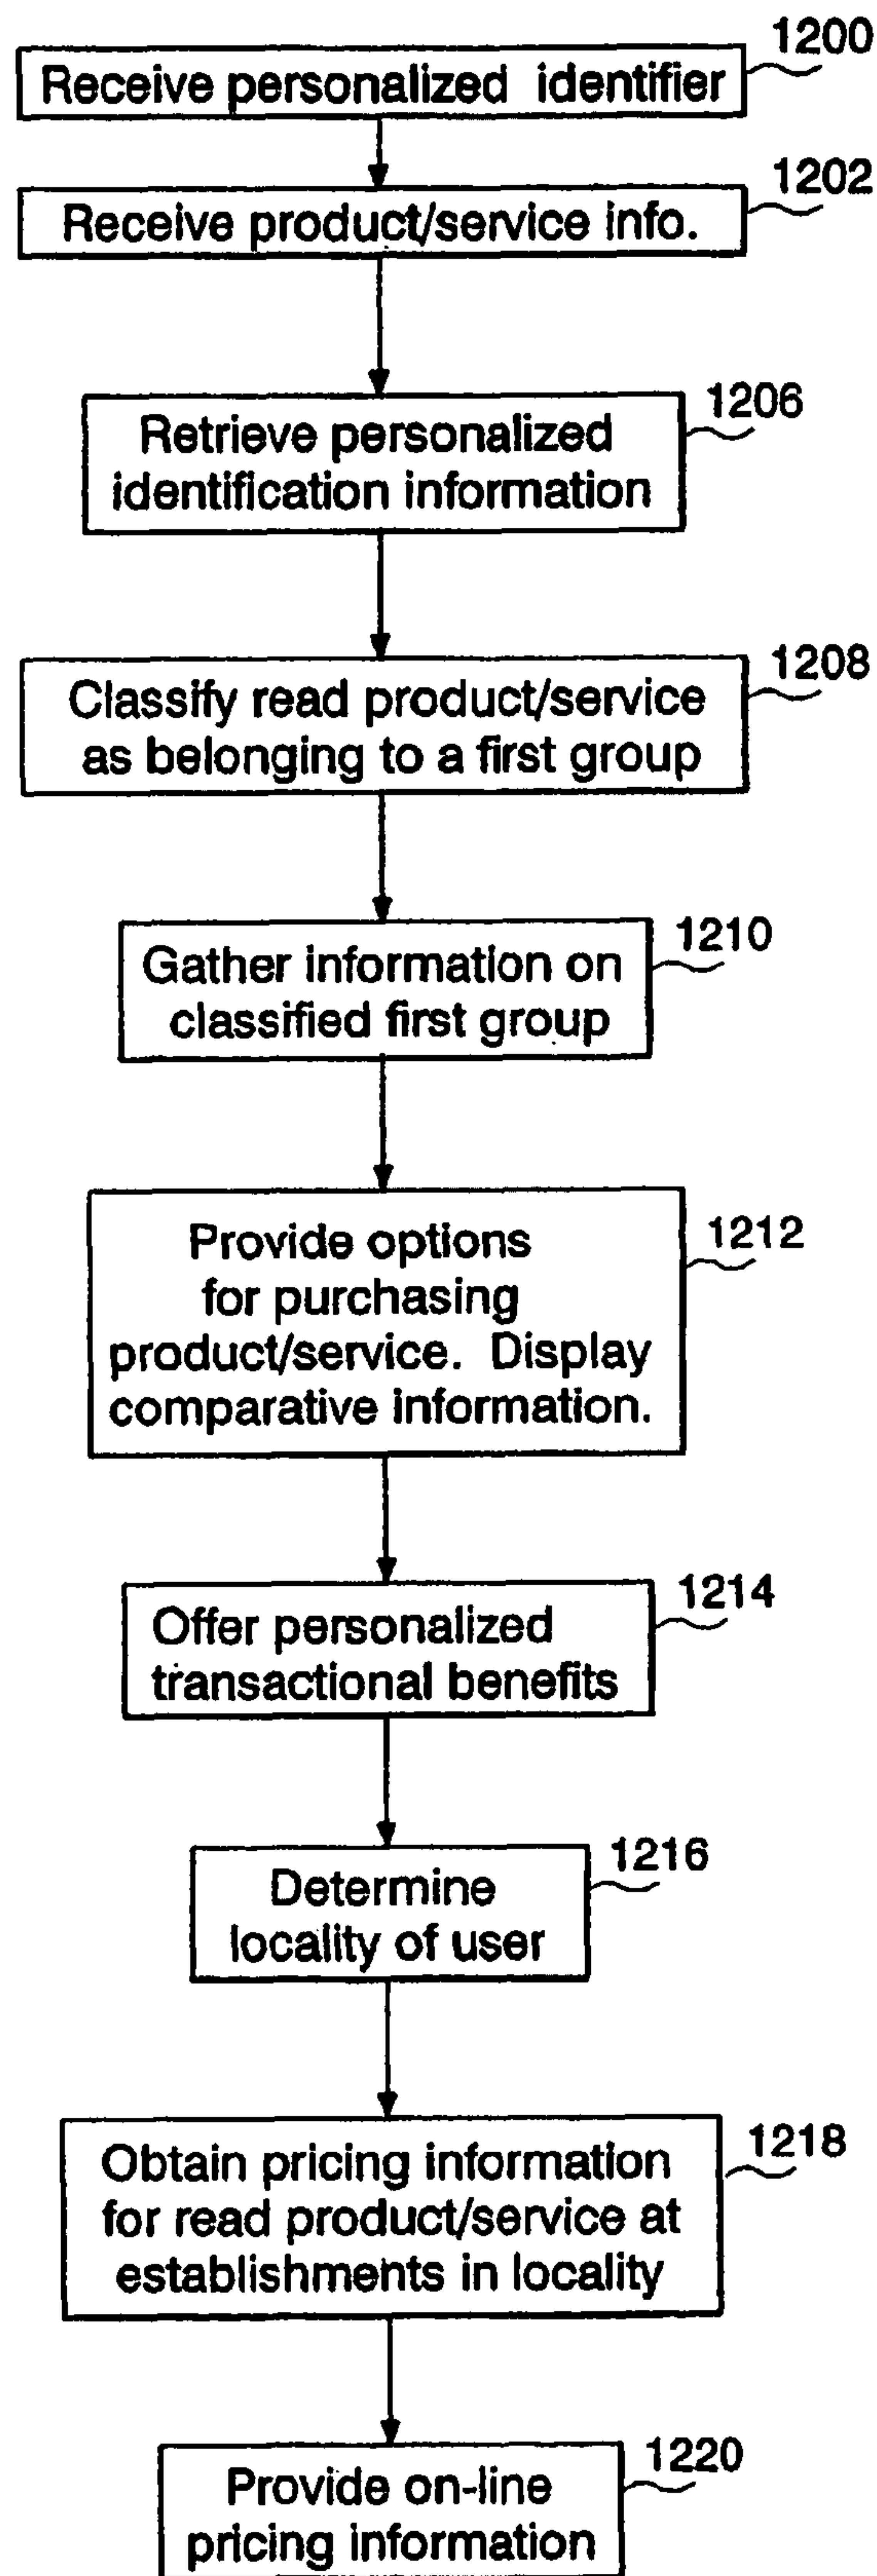 1200
Receive personalized identifier
1202
Receive product/service info.
1206
Retrieve personalized
identification information
1208
Classify read product/service
as belonging to a first group
1210
Gather information on
classified first group
1212
Provide options
for purchasing
product/service. Display
comparative information.
1214
Offer personalized
transactional benefits
1216
Determine
locality of user
1218
Obtain pricing information
for read product/service at
establishments in locality
1220
Provide on-line
pricing information